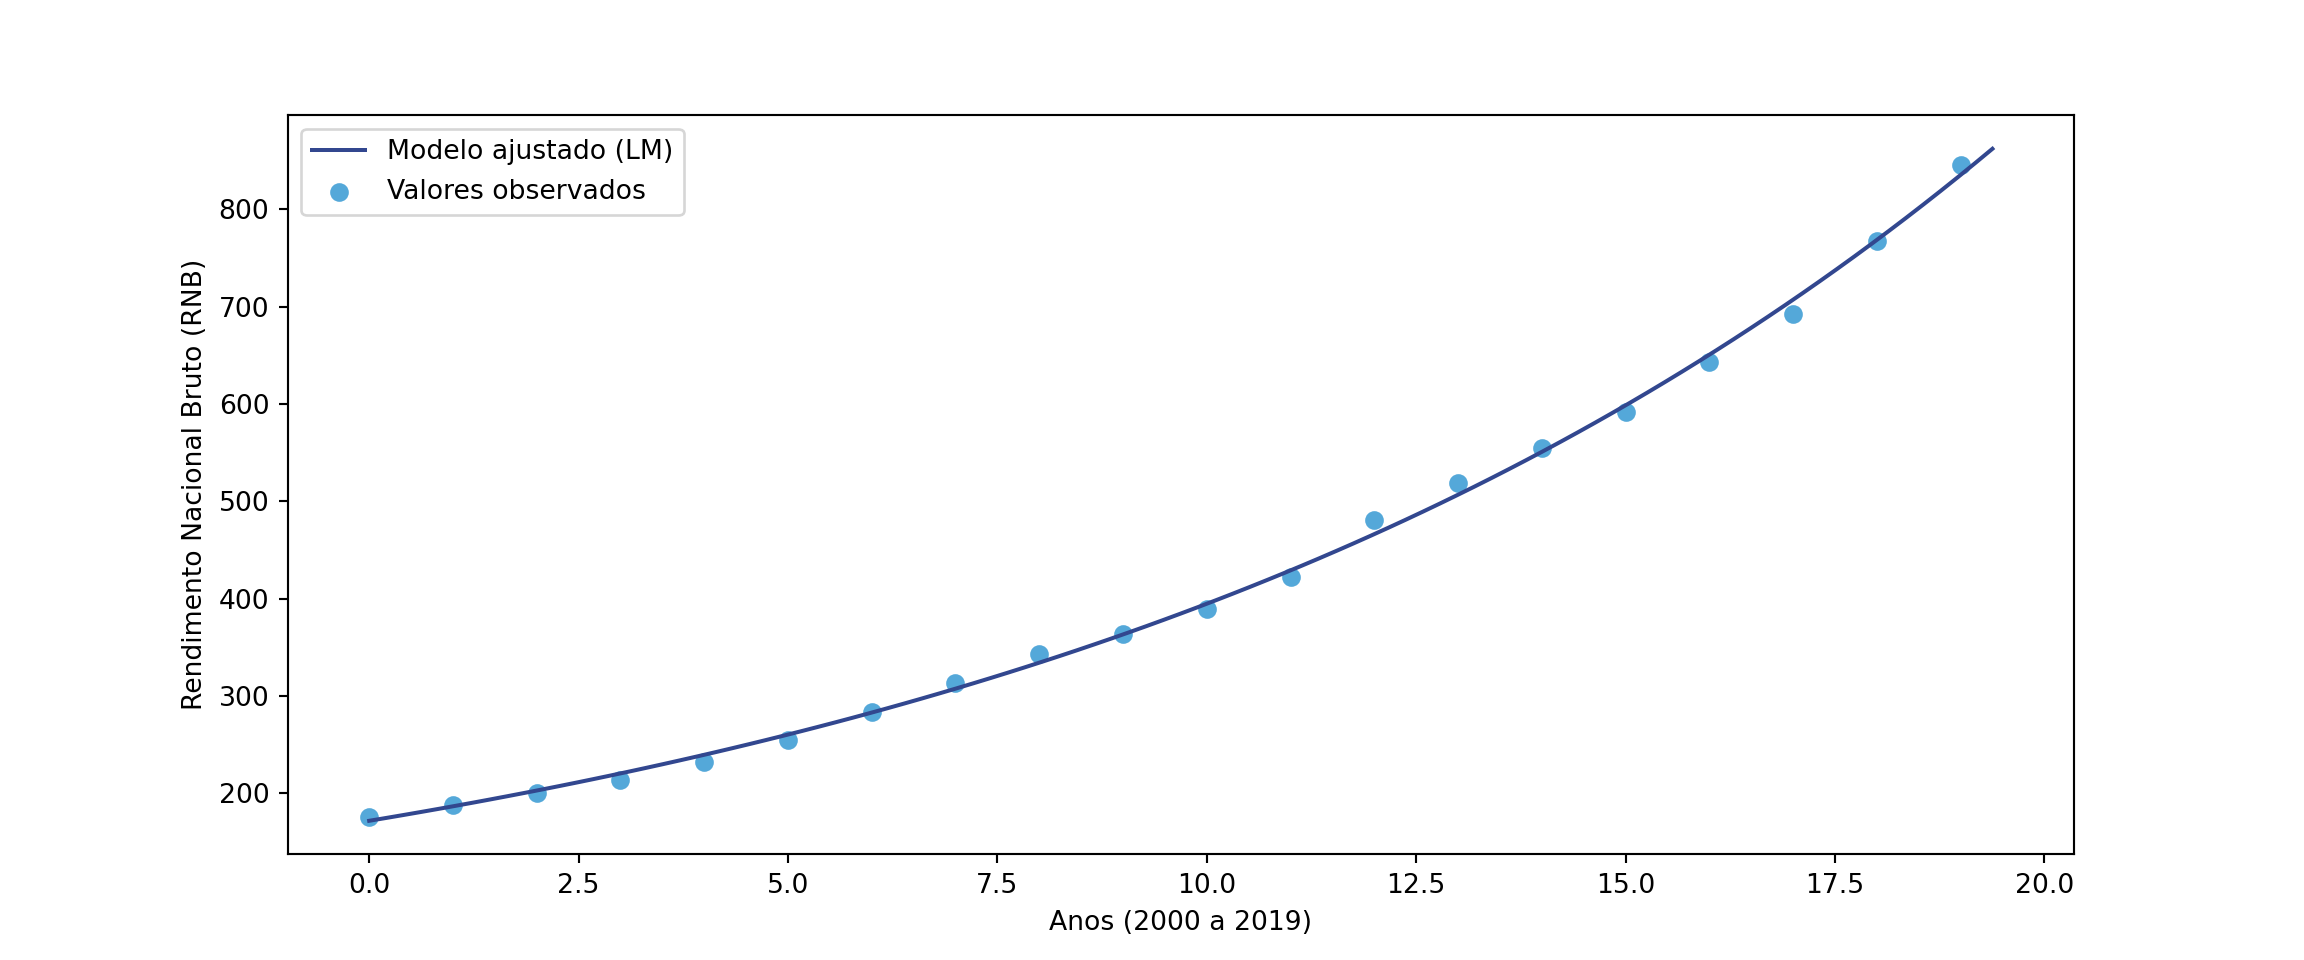 Modelo ajustado (LM)
Valores observados
Rendimento Nacional Bruto (RNB)
800
700
600
500
400
300
200
0.0 2.5 5.0 7.5 10.0 12.5 15.0 17.5 20.0
Anos (2000 a 2019)